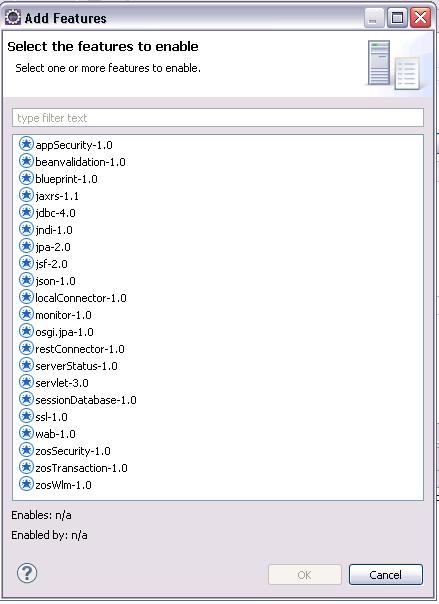 Add Features
Select the features to enable
Select one or more features to enable.
type filter text
appSecurity-1.0
beanvalidation-1.0
blueprint-1.0
jaxrs-1.1
jdbc-4.0
jndi-1.0
jpa-2.0
jsf-2.0
json-1.0
localConnector-1.0
monitor-1.0
osgi.jpa-1.0
restConnector-1.0
serverStatus-1.0
servlet-3.0
sessionDatabase-1.0
ssl-1.0
wab-1.0
zosSecurity-1.0
zosTransaction-1.0
zosWlm-1.0
Enables: n/a
Enabled by: n/a
? OK Cancel